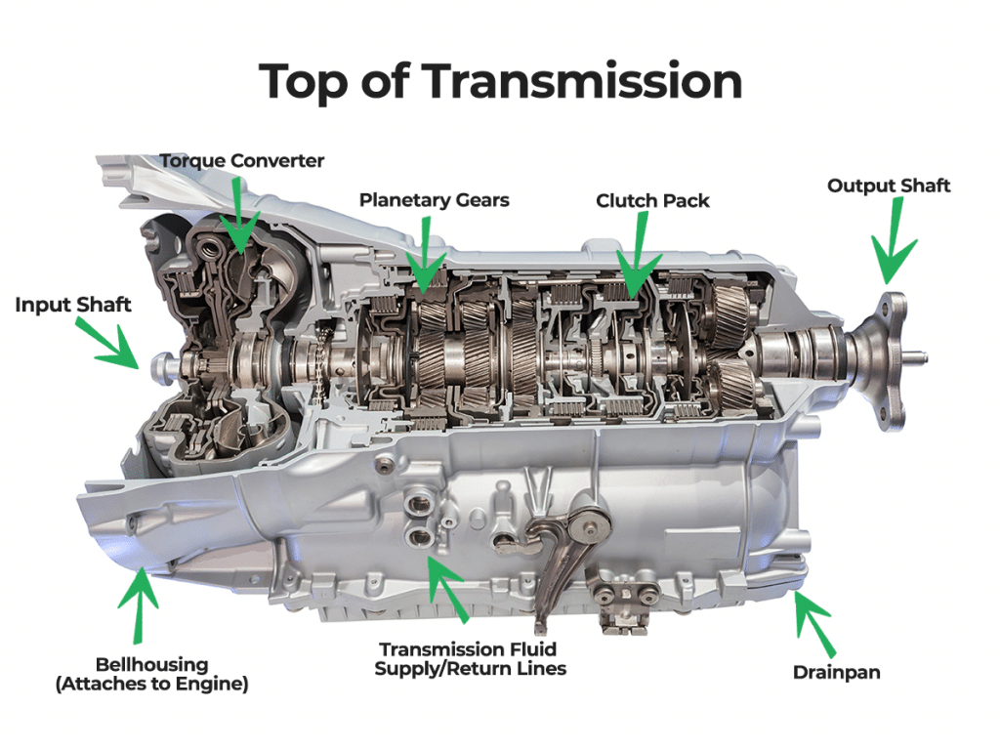 Top of Transmission
Torque Converter
Planetary Gears
Clutch Pack
Output Shaft
Input Shaft
Bellhousing
(Attaches to Engine)
Transmission Fluid
Supply/Return Lines
Drainpan